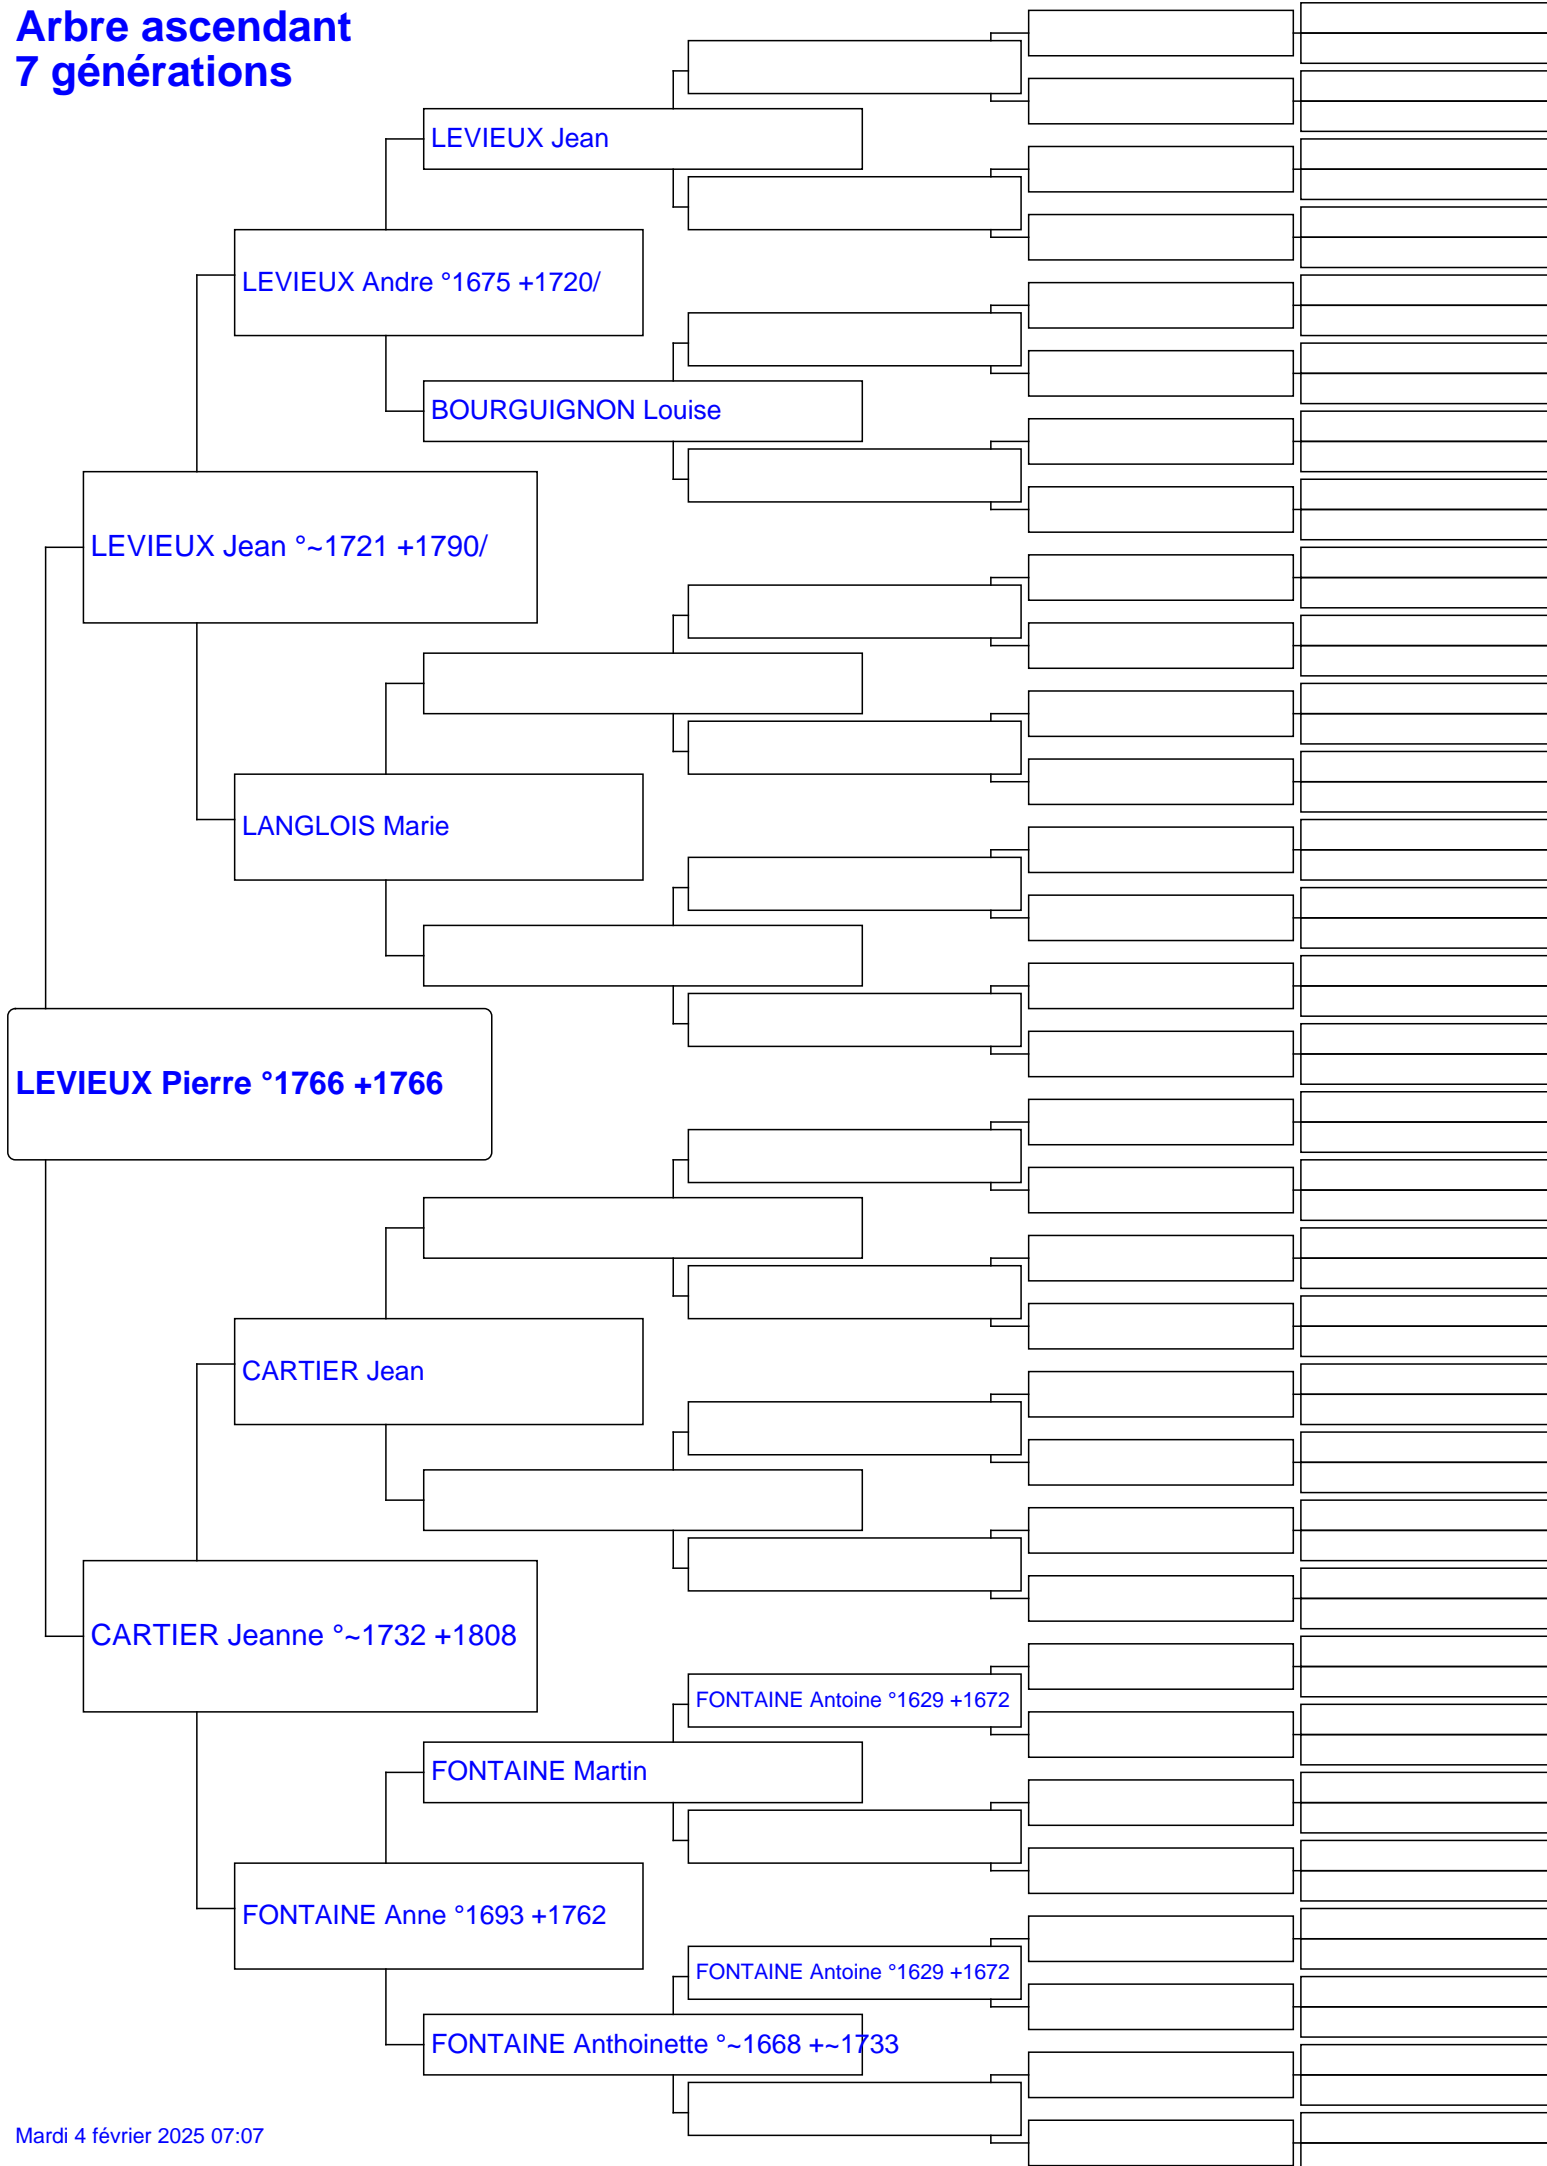 Arbre ascendant
7 générations
LEVIEUX Jean
LEVIEUX Andre °1675 +1720/
BOURGUIGNON Louise
LEVIEUX Jean °~1721 +1790/
LANGLOIS Marie
LEVIEUX Pierre °1766 +1766
CARTIER Jean
CARTIER Jeanne °~1732 +1808
FONTAINE Antoine °1629 +1672
FONTAINE Martin
FONTAINE Anne °1693 +1762
FONTAINE Antoine °1629 +1672
FONTAINE Anthoinette °~1668 +~1733
Mardi 4 février 2025 07:07